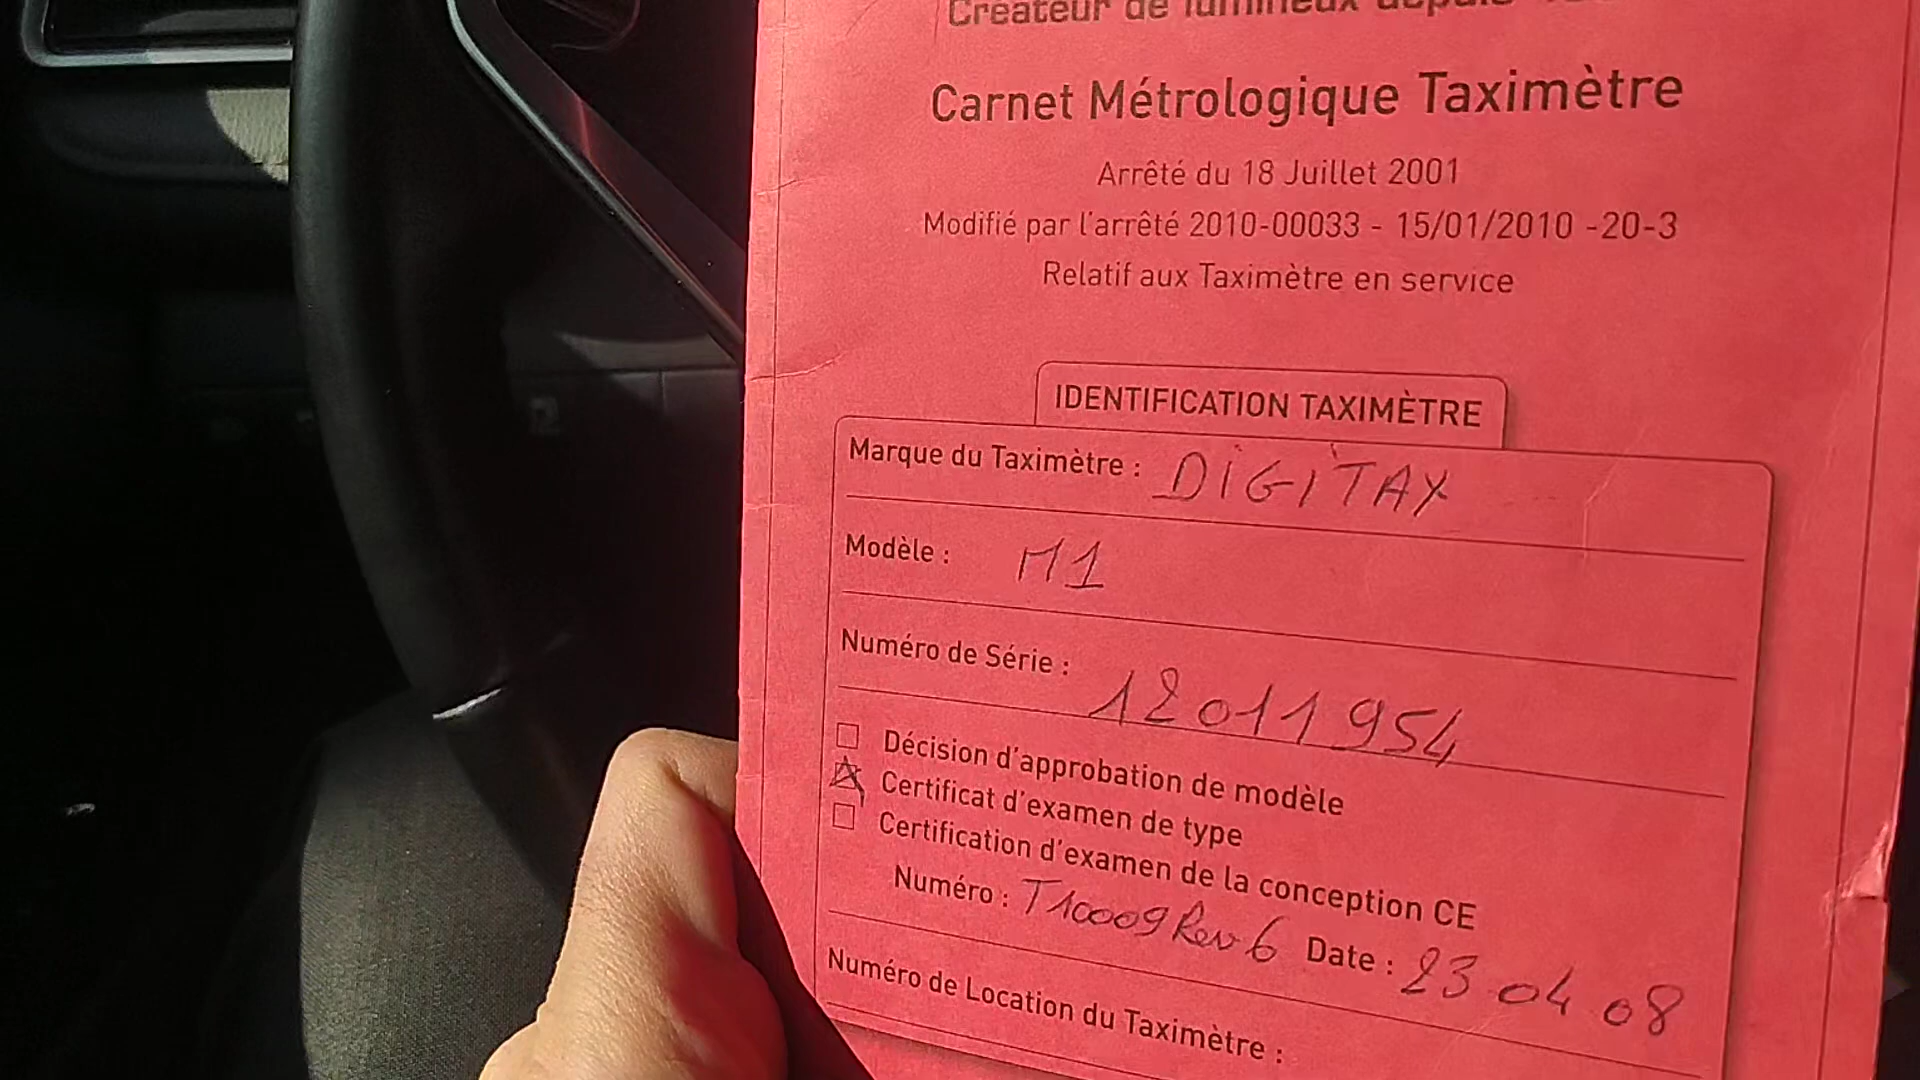 Créateur de lumineux depuis
Carnet Métrologique Taximètre
Arrêté du 18 Juillet 2001
Modifié par l'arrêté 2010-00033 - 15/01/2010 -20-3
Relatif aux Taximètre en service
IDENTIFICATION TAXIMÈTRE
Marque du Taximètre : DIGITAX
Modèle : M1
Numéro de Série : 12011954
Décision d'approbation de modèle
Certificat d'examen de type
Certification d'examen de la conception CE
Numéro : T10009 Rev 6 Date : 23 04 08
Numéro de Location du Taximètre :